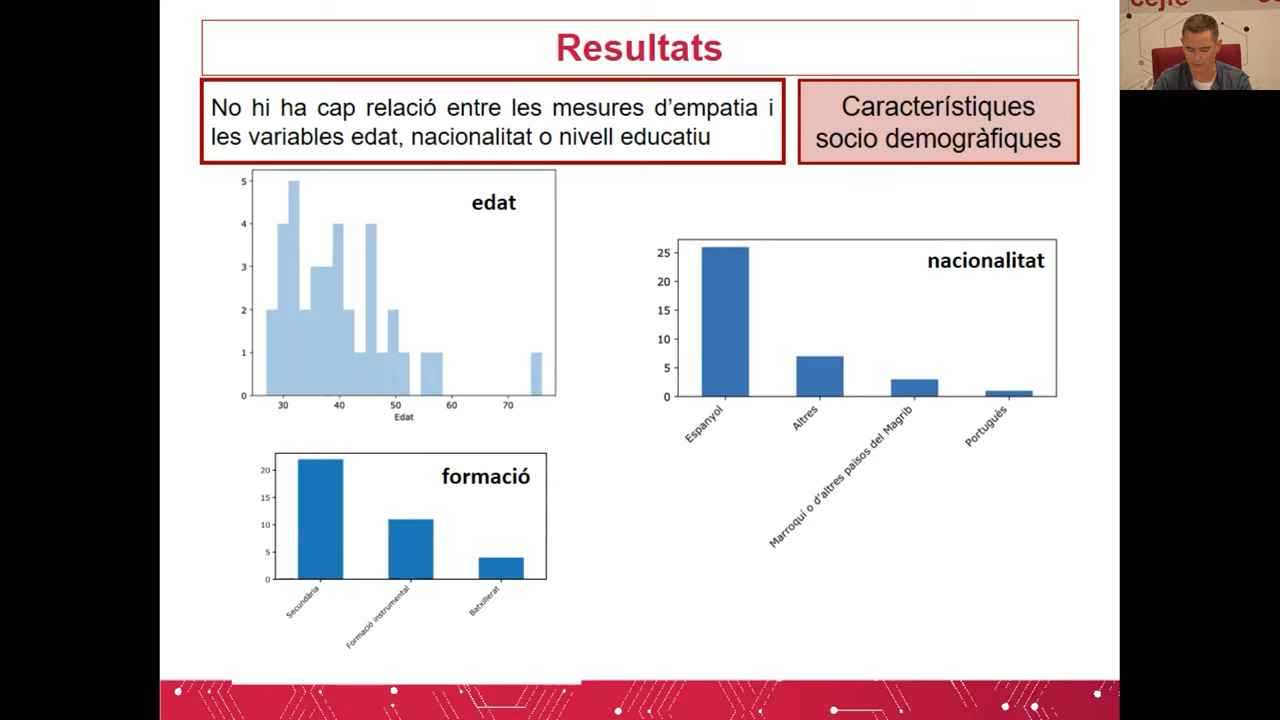 Resultats
No hi ha cap relació entre les mesures d’empatia i
les variables edat, nacionalitat o nivell educatiu
Característiques
socio demogràfiques
edat
5
4
3
2
1
0
30 40 50 60 70
Edat
nacionalitat
25
20
15
10
5
0
Espanyol
Altres
Marroquí o d'altres països del Magrib
Portuguès
formació
20
15
10
5
0
Secundària
Formació instrumental
Batxillerat